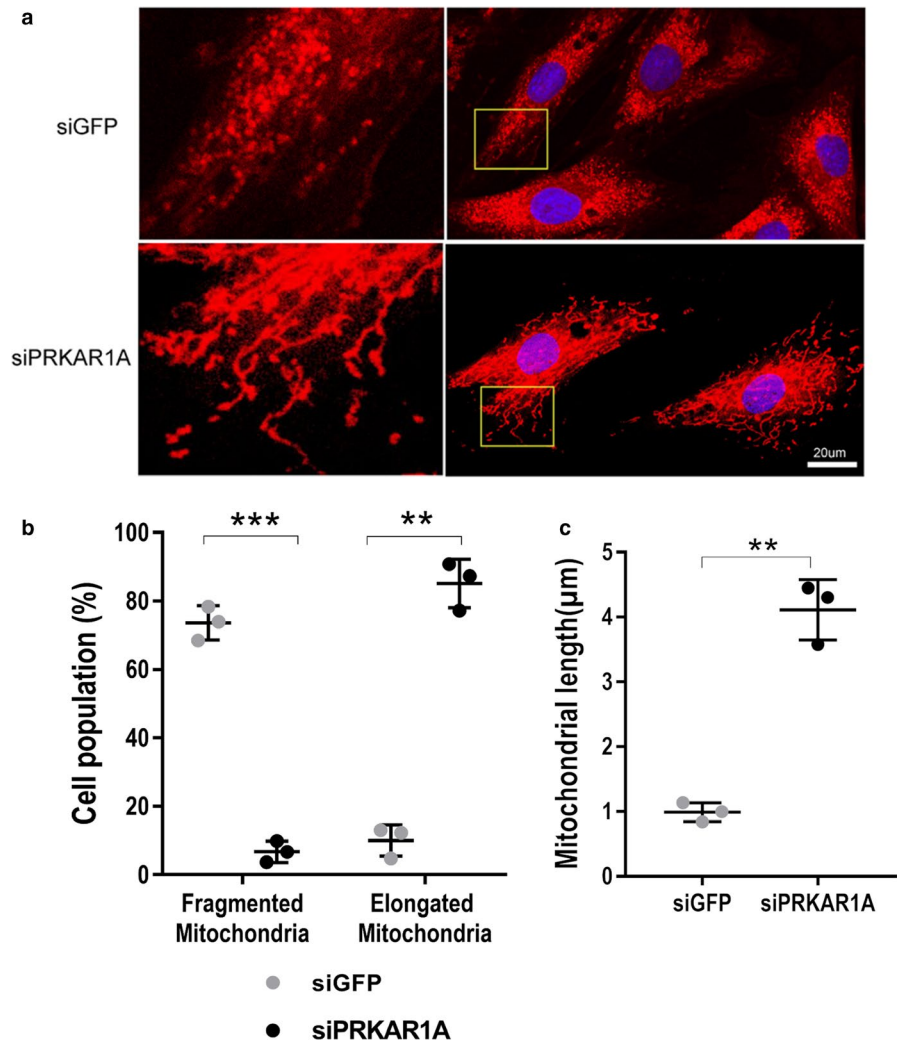 a
siGFP
siPRKAR1A
20um
b
***
**
100
80
60
40
20
0
Cell population (%)
Fragmented
Mitochondria
Elongated
Mitochondria
siGFP
siPRKAR1A
c
**
5
4
3
2
1
0
Mitochondrial length(μm)
siGFP
siPRKAR1A